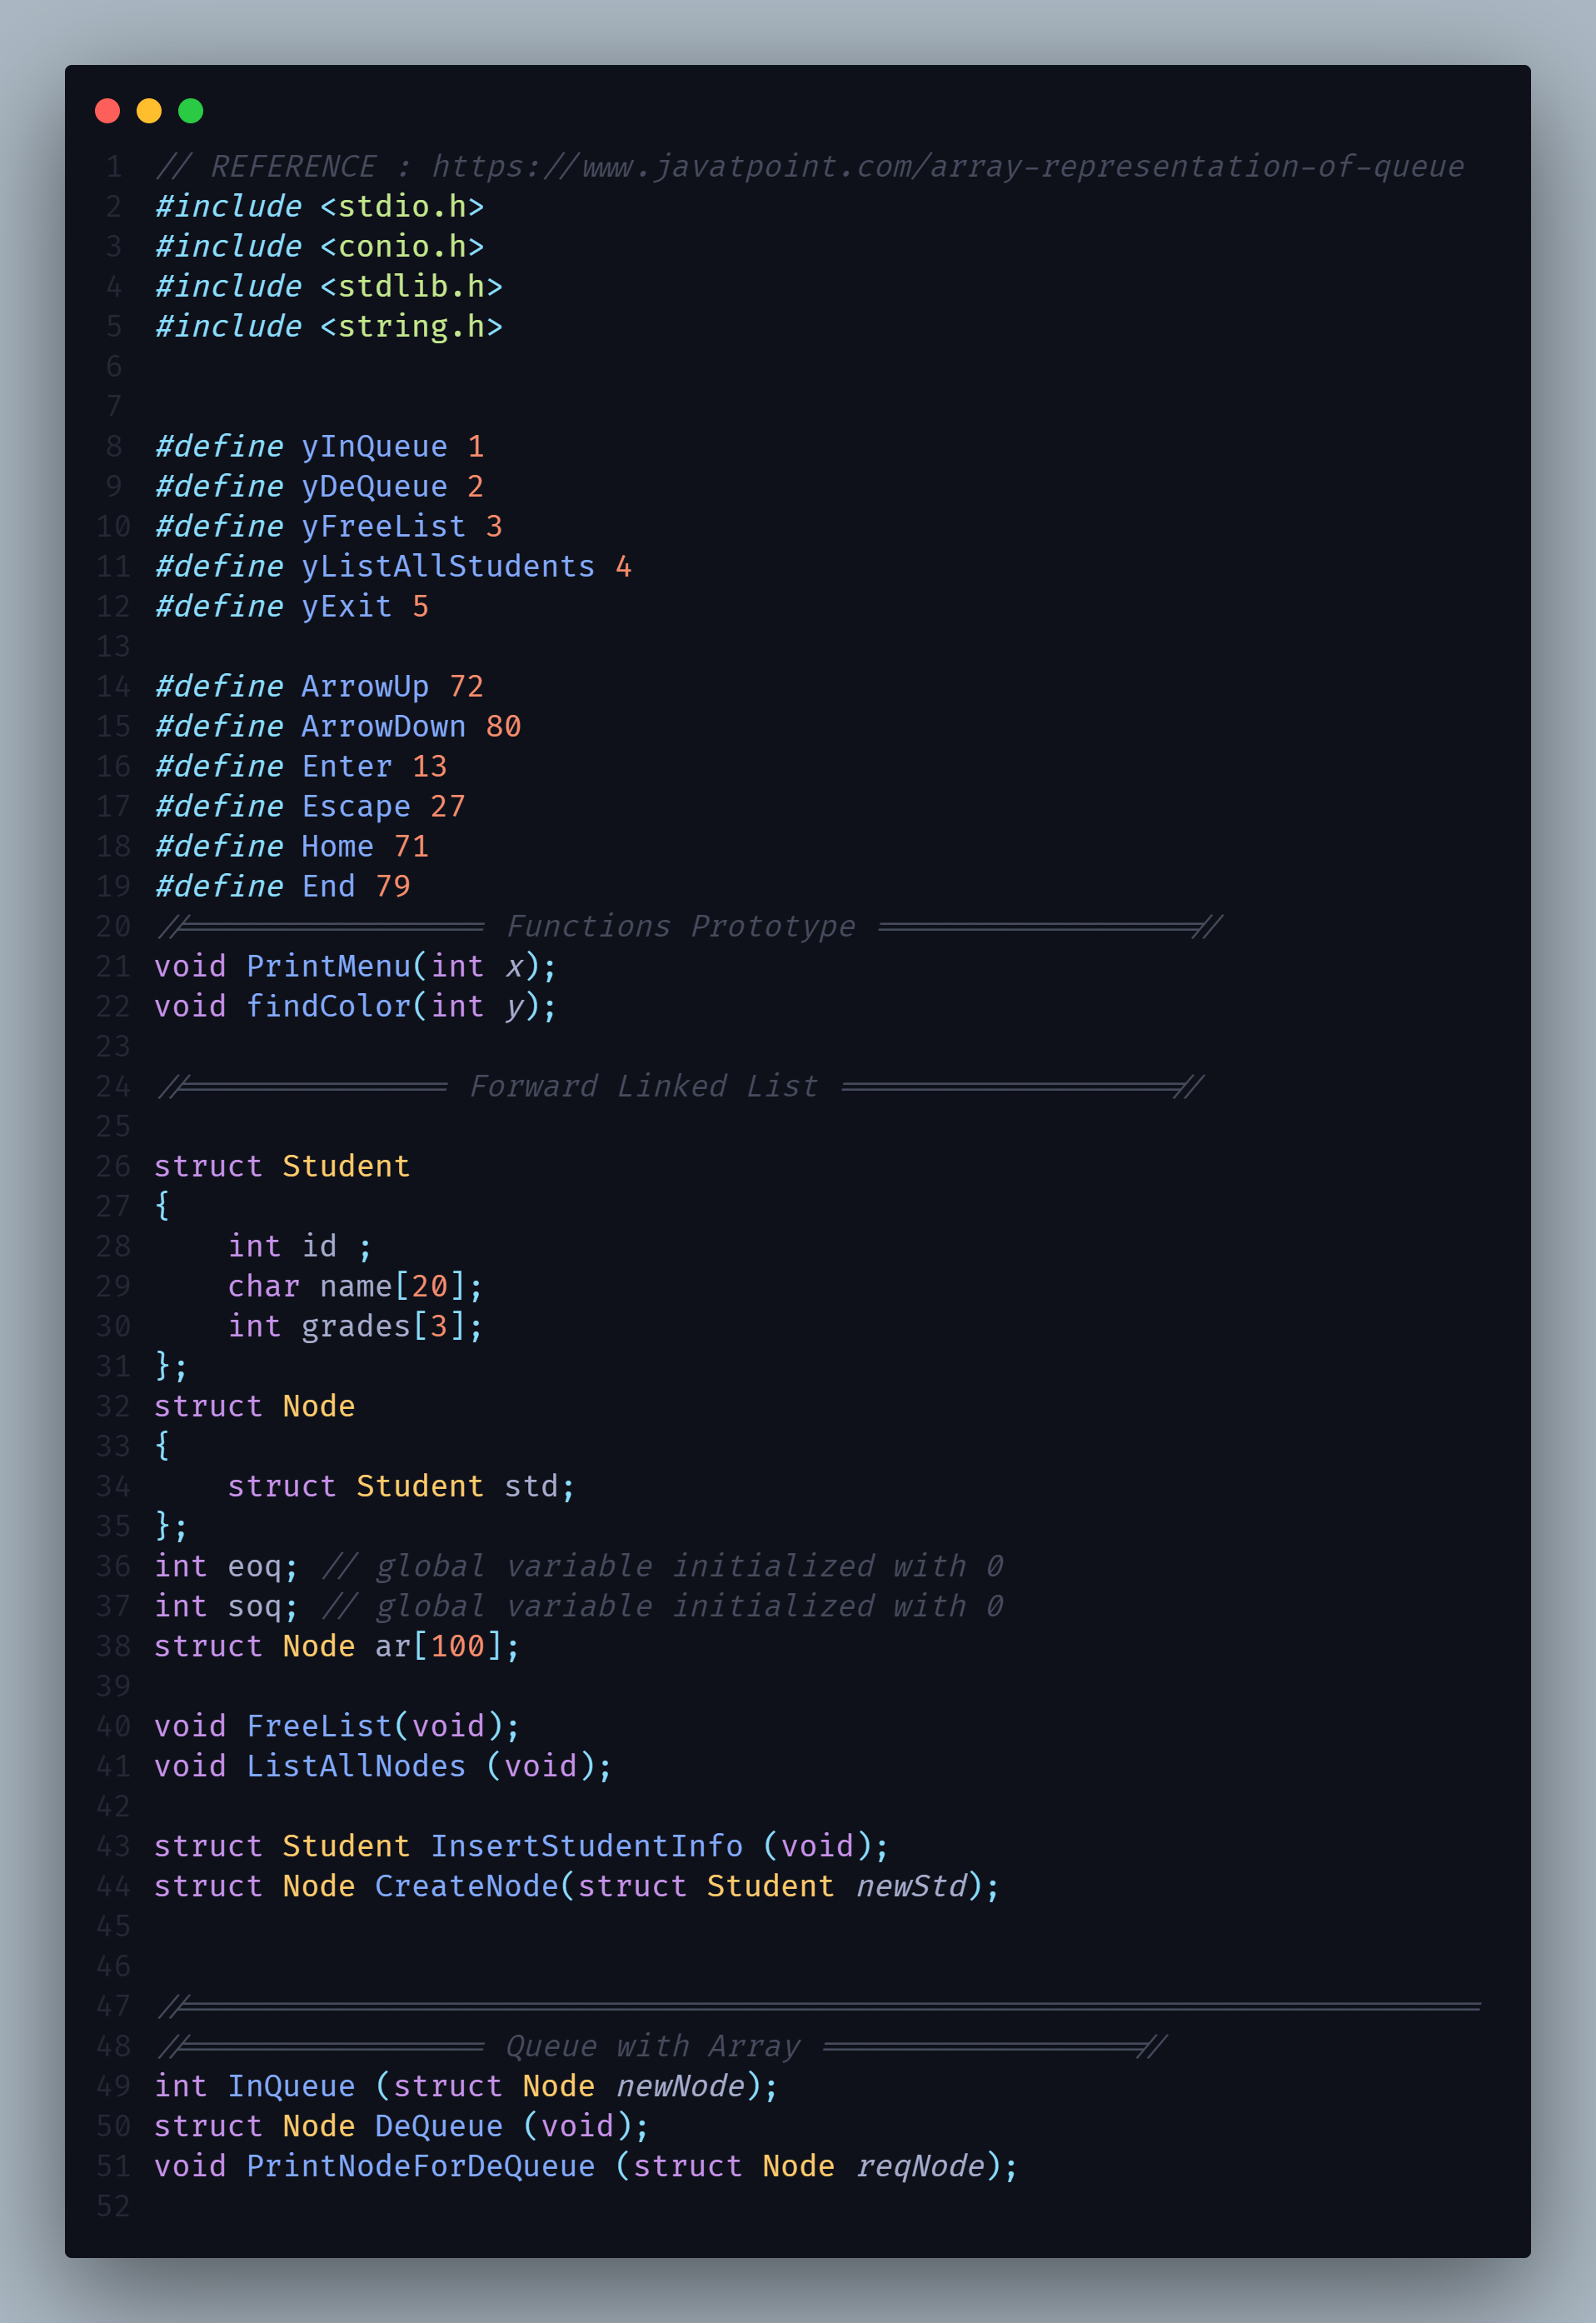 1 // REFERENCE : https://www.javatpoint.com/array-representation-of-queue
2 #include <stdio.h>
3 #include <conio.h>
4 #include <stdlib.h>
5 #include <string.h>
6
7
8 #define yInQueue 1
9 #define yDeQueue 2
10 #define yFreeList 3
11 #define yListAllStudents 4
12 #define yExit 5
13
14 #define ArrowUp 72
15 #define ArrowDown 80
16 #define Enter 13
17 #define Escape 27
18 #define Home 71
19 #define End 79
20 //================= Functions Prototype ==================//
21 void PrintMenu(int x);
22 void findColor(int y);
23
24 //=============== Forward Linked List ===================//
25
26 struct Student
27 {
28     int id ;
29     char name[20];
30     int grades[3];
31 };
32 struct Node
33 {
34     struct Student std;
35 };
36 int eoq; // global variable initialized with 0
37 int soq; // global variable initialized with 0
38 struct Node ar[100];
39
40 void FreeList(void);
41 void ListAllNodes (void);
42
43 struct Student InsertStudentInfo (void);
44 struct Node CreateNode(struct Student newStd);
45
46
47 //=======================================================================
48 //================= Queue with Array ==================//
49 int InQueue (struct Node newNode);
50 struct Node DeQueue (void);
51 void PrintNodeForDeQueue (struct Node reqNode);
52